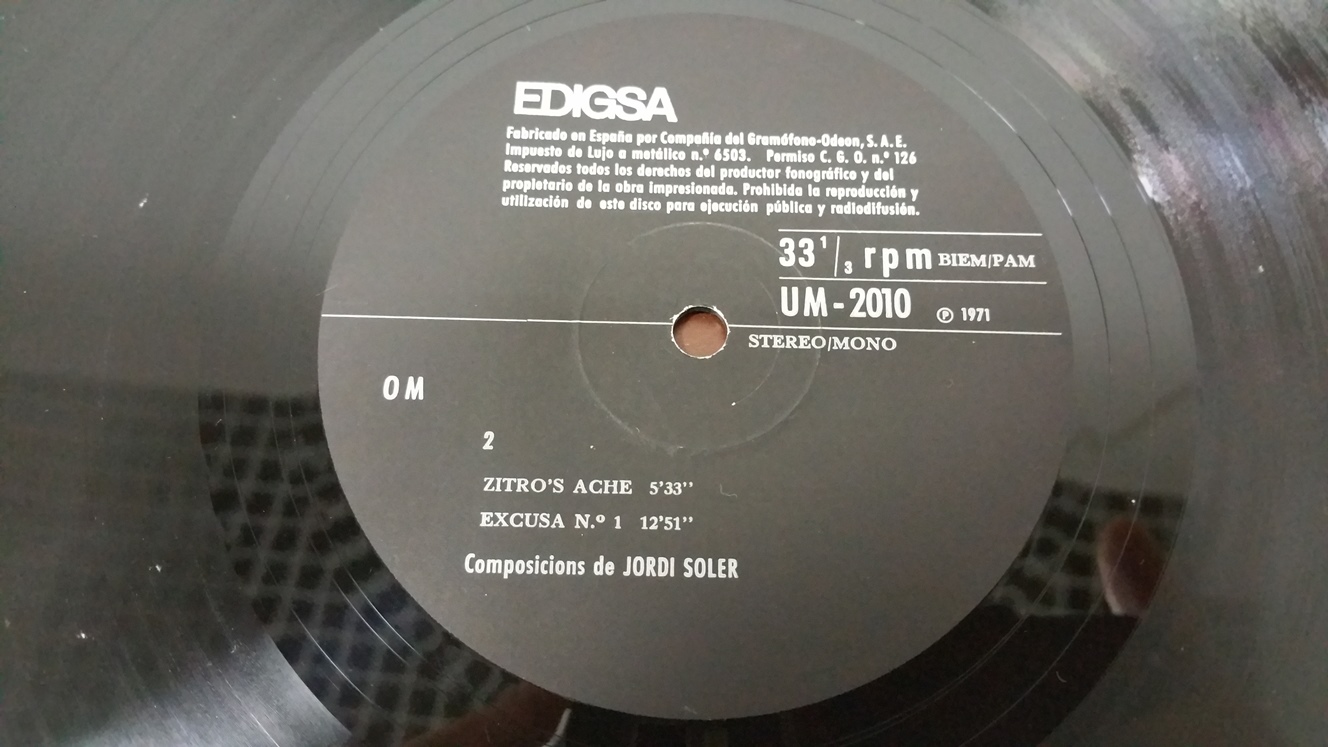 EDIGSA
Fabricado en España por Compañía del Gramófono-Odeon, S. A. E.
Impuesto de Lujo a metálico n.º 6503. Permiso C. G. O. n.º 126
Reservados todos los derechos del productor fonográfico y del
propietario de la obra impresionada. Prohibida la reproducción y
utilización de este disco para ejecución pública y radiodifusión.
33 1/3 rpm BIEM/PAM
UM-2010 ℗ 1971
STEREO/MONO
OM
2
ZITRO'S ACHE 5'33''
EXCUSA N.º 1 12'51''
Composicions de JORDI SOLER